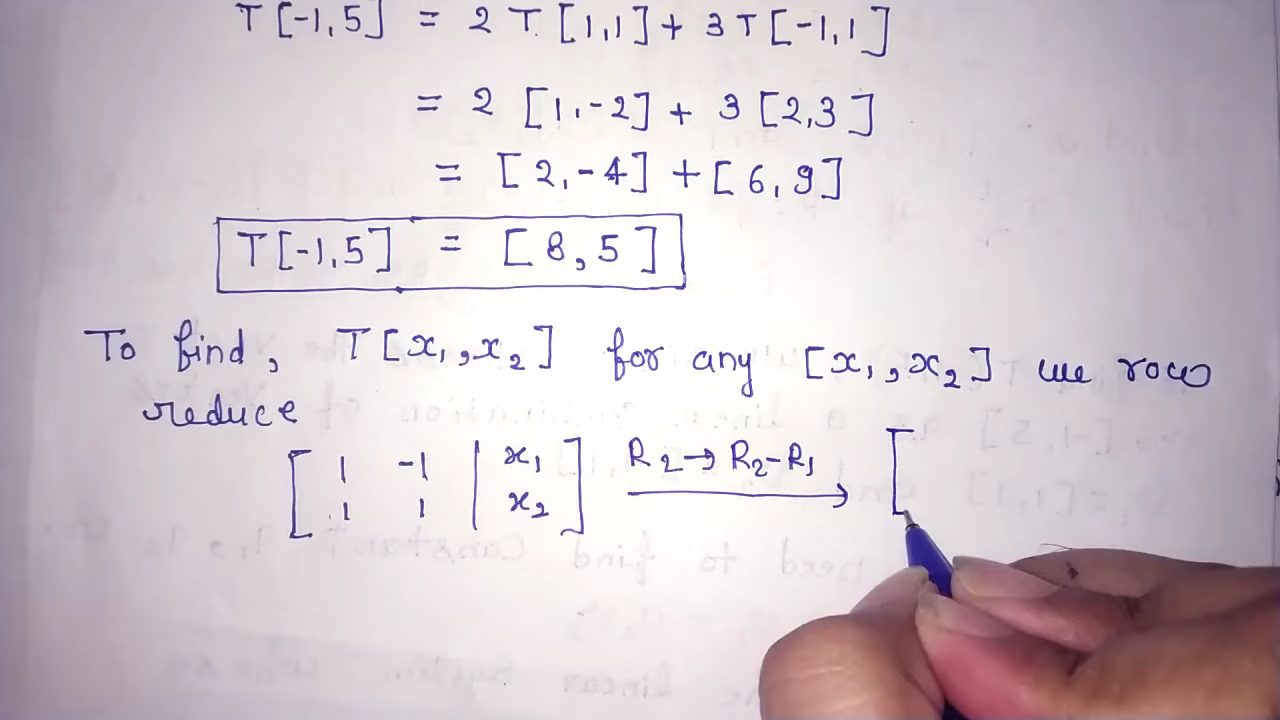 T[-1,5] = 2 T. [1,1] + 3 T [-1,1]
= 2 [1,-2] + 3 [2,3]
= [2,-4] + [6,9]
T[-1,5] = [8,5]
To find, T[x₁,x₂] for any [x₁,x₂] we row
reduce
[1 -1 | x₁] R₂→R₂-R₁ [
[1 1 | x₂]